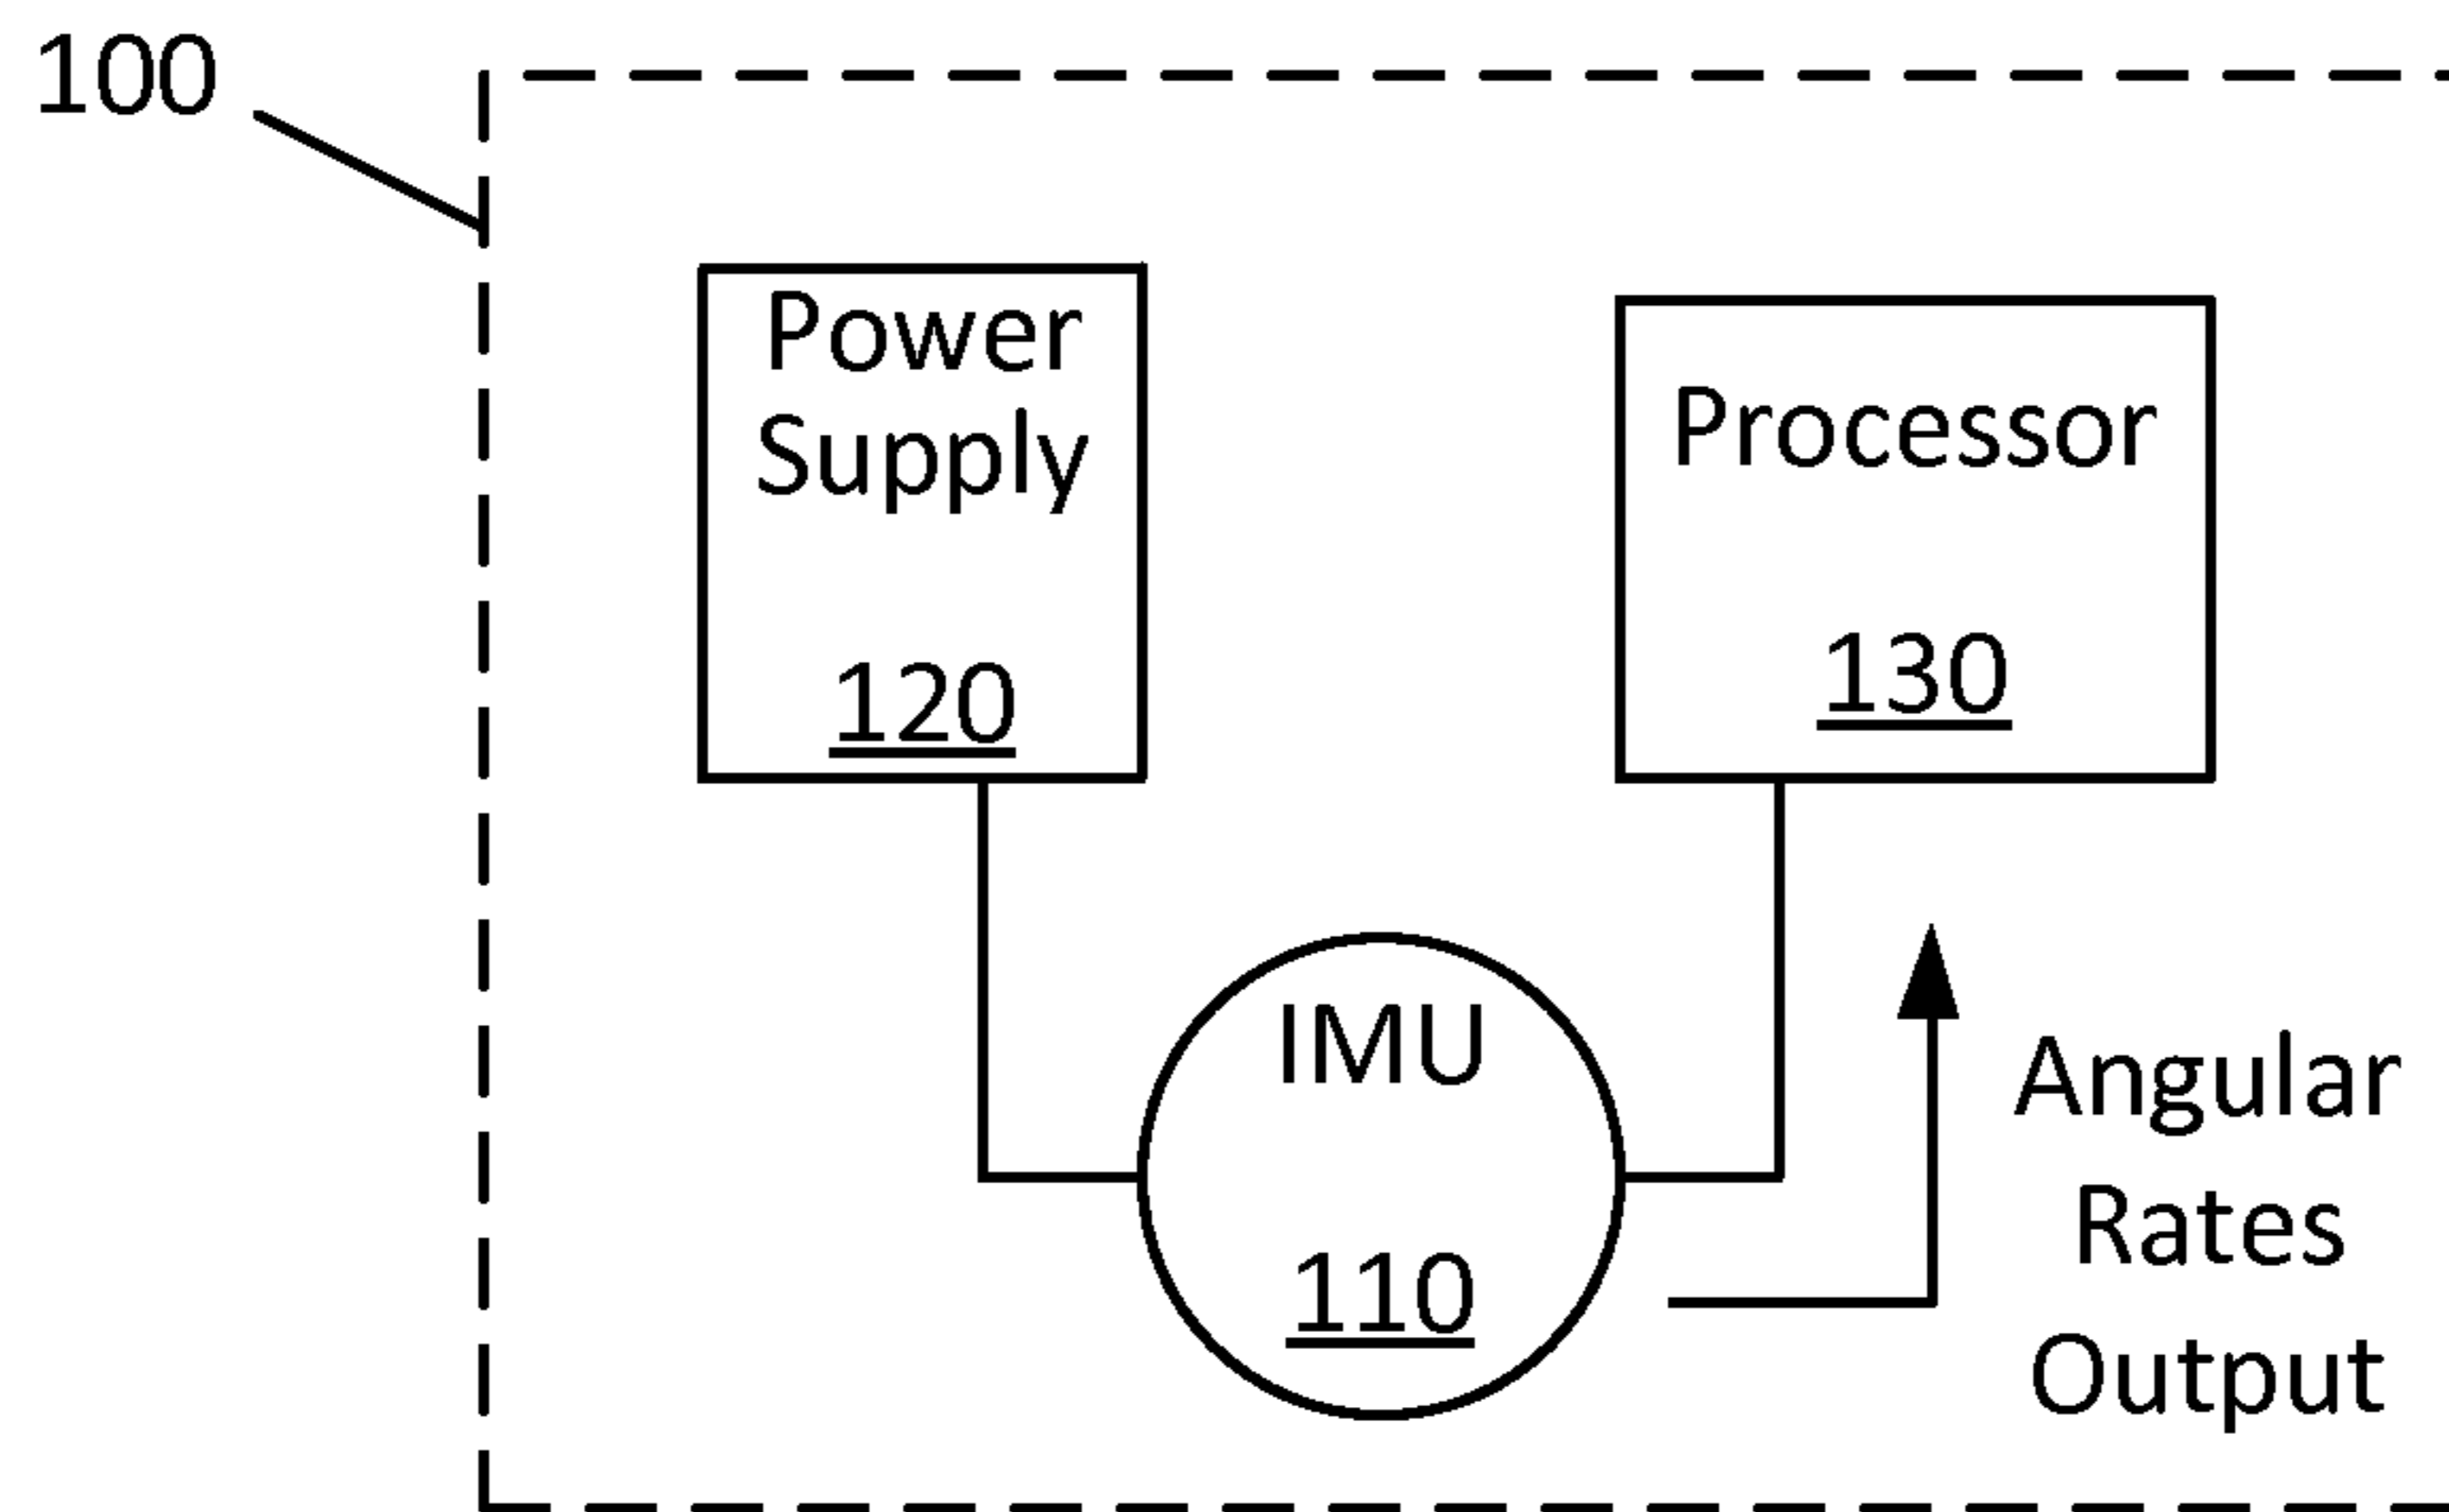 100
Power
Supply
120
Processor
130
IMU
110
Angular
Rates
Output